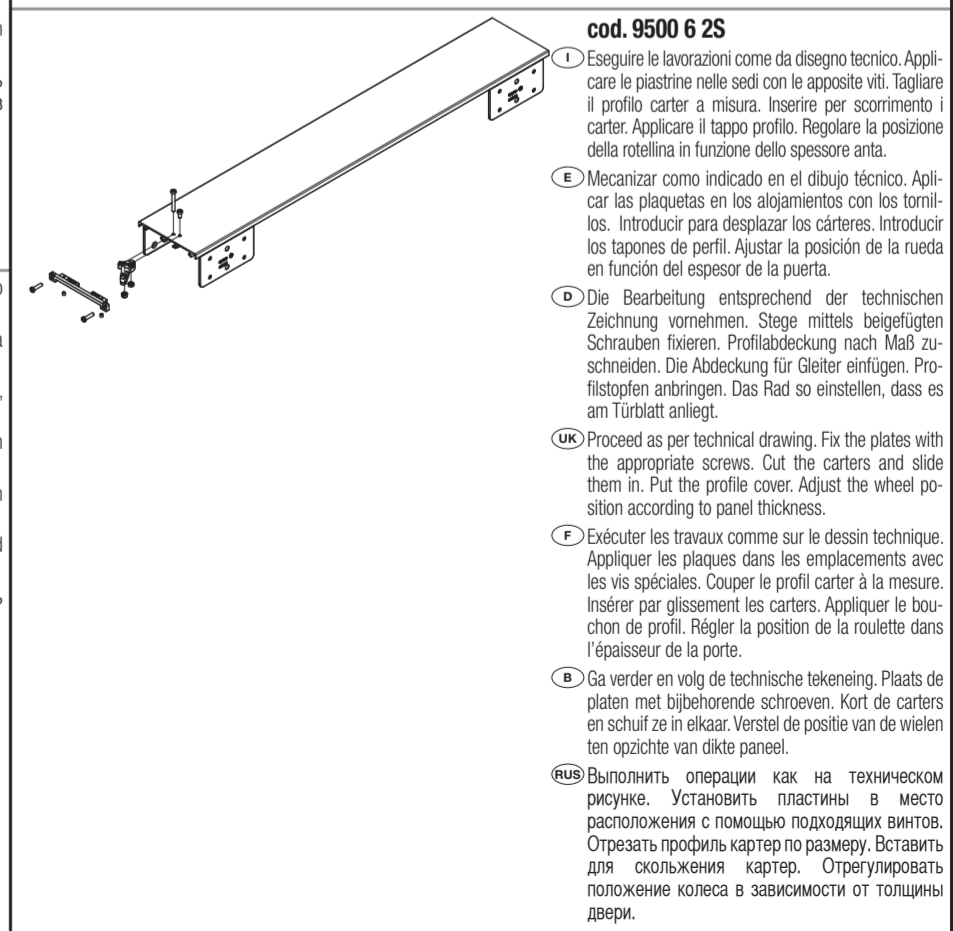 cod. 9500 6 2S
I Eseguire le lavorazioni come da disegno tecnico. Appli-
care le piastrine nelle sedi con le apposite viti. Tagliare
il profilo carter a misura. Inserire per scorrimento i
carter. Applicare il tappo profilo. Regolare la posizione
della rotellina in funzione dello spessore anta.
E Mecanizar como indicado en el dibujo técnico. Apli-
car las plaquetas en los alojamientos con los tornil-
los. Introducir para desplazar los cárteres. Introducir
los tapones de perfil. Ajustar la posición de la rueda
en función del espesor de la puerta.
D Die Bearbeitung entsprechend der technischen
Zeichnung vornehmen. Stege mittels beigefügten
Schrauben fixieren. Profilabdeckung nach Maß zu-
schneiden. Die Abdeckung für Gleiter einfügen. Pro-
filstopfen anbringen. Das Rad so einstellen, dass es
am Türblatt anliegt.
UK Proceed as per technical drawing. Fix the plates with
the appropriate screws. Cut the carters and slide
them in. Put the profile cover. Adjust the wheel po-
sition according to panel thickness.
F Exécuter les travaux comme sur le dessin technique.
Appliquer les plaques dans les emplacements avec
les vis spéciales. Couper le profil carter à la mesure.
Insérer par glissement les carters. Appliquer le bou-
chon de profil. Régler la position de la roulette dans
l'épaisseur de la porte.
B Ga verder en volg de technische tekeneing. Plaats de
platen met bijbehorende schroeven. Kort de carters
en schuif ze in elkaar. Verstel de positie van de wielen
ten opzichte van dikte paneel.
RUS Выполнить операции как на техническом
рисунке. Установить пластины в место
расположения с помощью подходящих винтов.
Отрезать профиль картер по размеру. Вставить
для скольжения картер. Отрегулировать
положение колеса в зависимости от толщины
двери.